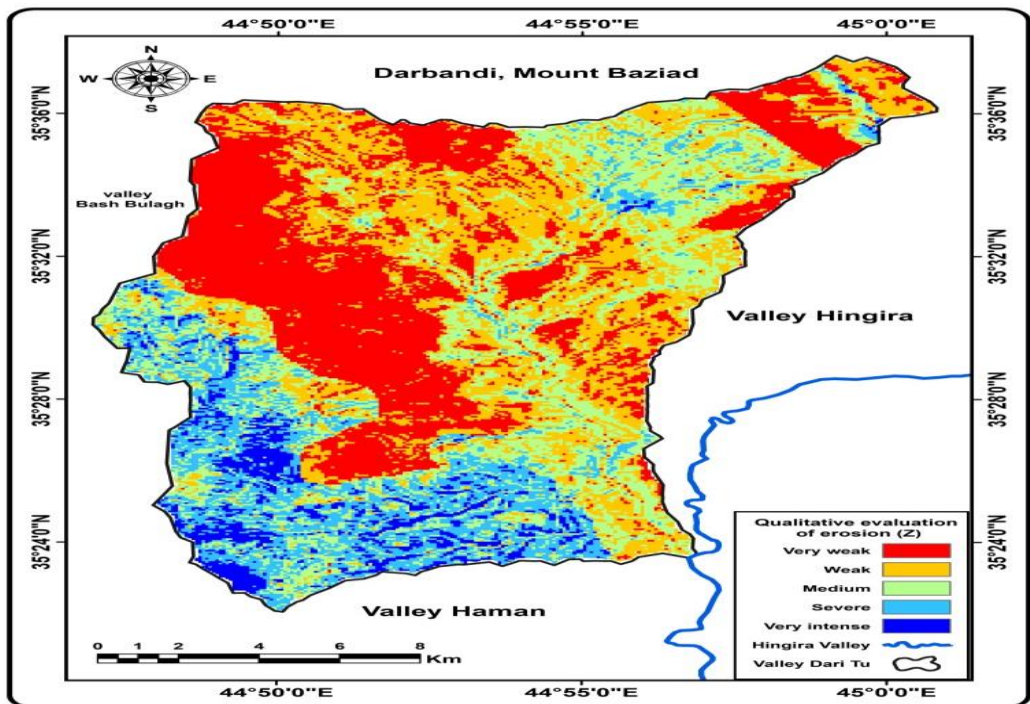 44°50'0"E
44°55'0"E
45°0'0"E
N
W
E
S
Darbandi, Mount Baziad
35°36'0"N
35°36'0"N
valley
Bash Bulagh
35°32'0"N
35°32'0"N
Valley Hingira
35°28'0"N
35°28'0"N
35°24'0"N
35°24'0"N
Qualitative evaluation
of erosion (Z)
Very weak
Weak
Medium
Severe
Very intense
Hingira Valley
Valley Dari Tu
Valley Haman
0 1 2 4 6 8
Km
44°50'0"E
44°55'0"E
45°0'0"E